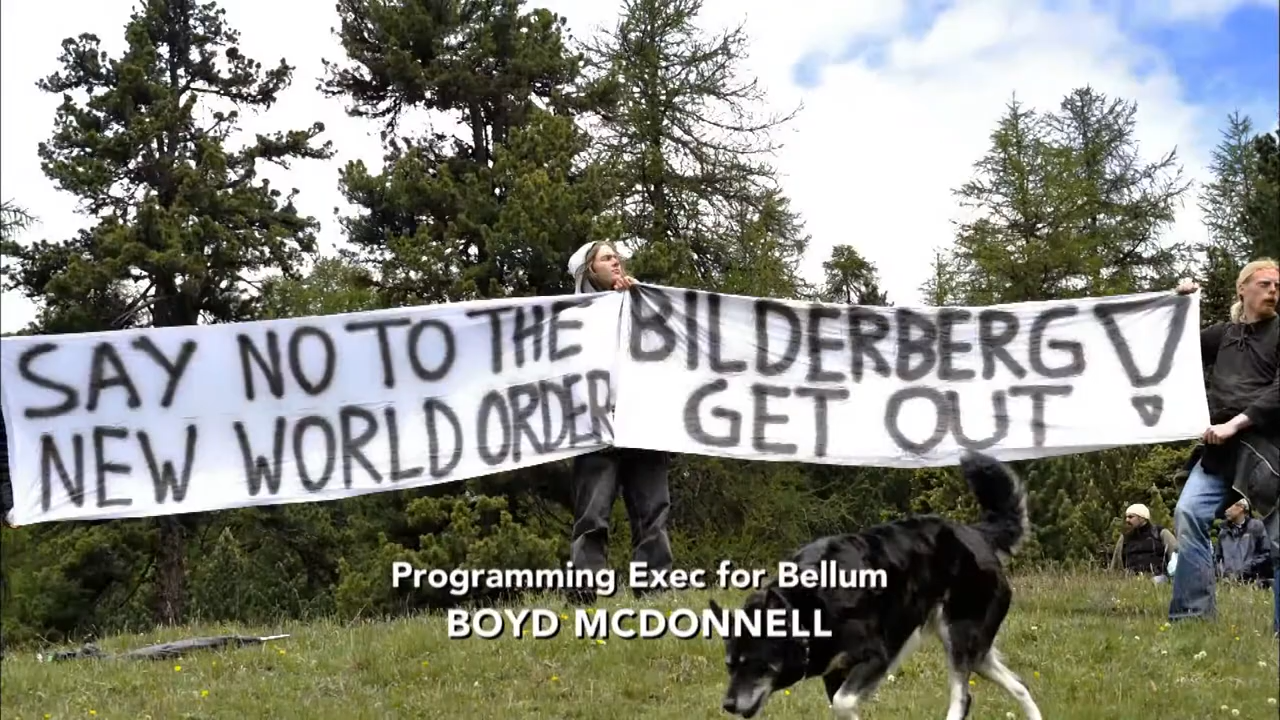 SAY NO TO THE
NEW WORLD ORDER
BILDERBERG!
GET OUT
Programming Exec for Bellum
BOYD MCDONNELL